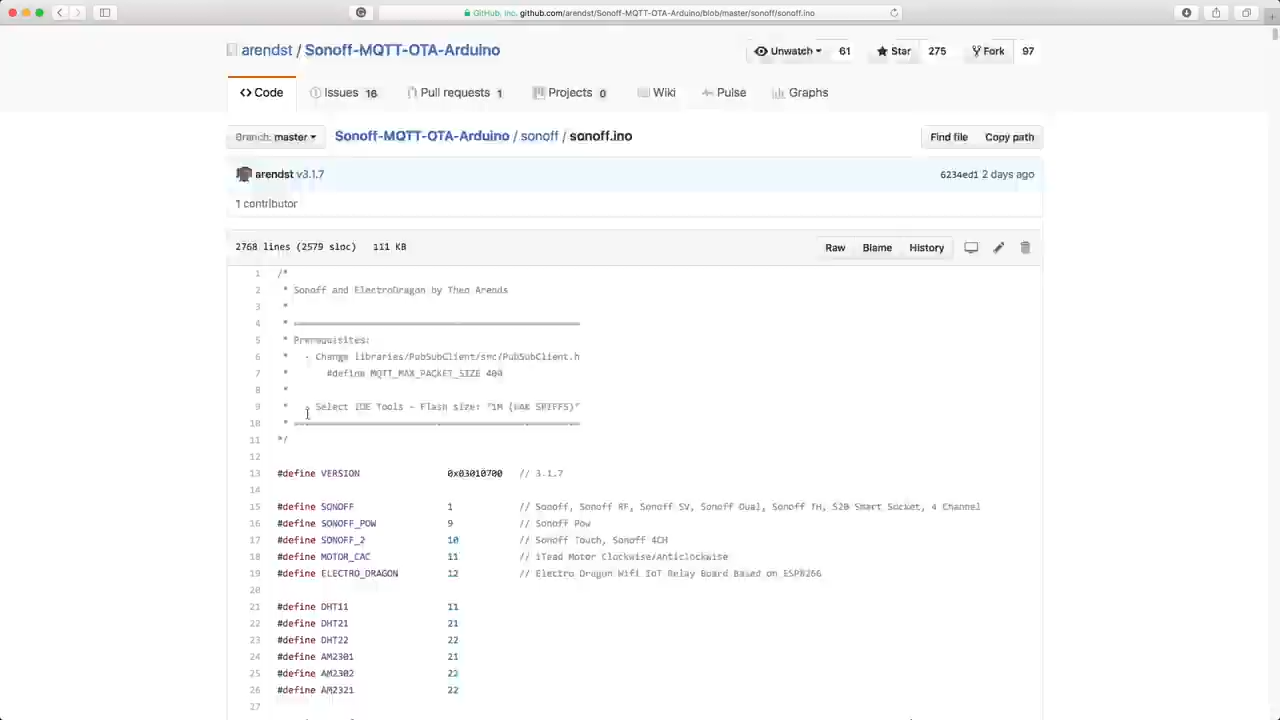 GitHub, Inc. github.com/arendst/Sonoff-MQTT-OTA-Arduino/blob/master/sonoff/sonoff.ino
arendst / Sonoff-MQTT-OTA-Arduino
Unwatch 61 Star 275 Fork 97
Code Issues 16 Pull requests 1 Projects 0 Wiki Pulse Graphs
Branch: master Sonoff-MQTT-OTA-Arduino / sonoff / sonoff.ino Find file Copy path
arendst v3.1.7 6234ed1 2 days ago
1 contributor
2768 lines (2579 sloc) 111 KB Raw Blame History
1 /*
2 * Sonoff and ElectroDragon by Theo Arends
3 *
4 * ====================================================
5 * Prerequisites:
6 * - Change libraries/PubSubClient/src/PubSubClient.h
7 #define MQTT_MAX_PACKET_SIZE 400
8 *
9 * - Select IDE Tools - Flash size: "1M (64K SPIFFS)"
10 * ====================================================
11 */
12
13 #define VERSION 0x03010700 // 3.1.7
14
15 #define SONOFF 1 // Sonoff, Sonoff RF, Sonoff SV, Sonoff Dual, Sonoff TH, S20 Smart Socket, 4 Channel
16 #define SONOFF_POW 9 // Sonoff Pow
17 #define SONOFF_2 10 // Sonoff Touch, Sonoff 4CH
18 #define MOTOR_CAC 11 // iTead Motor Clockwise/Anticlockwise
19 #define ELECTRO_DRAGON 12 // Electro Dragon Wifi IoT Relay Board Based on ESP8266
20
21 #define DHT11 11
22 #define DHT21 21
23 #define DHT22 22
24 #define AM2301 21
25 #define AM2302 22
26 #define AM2321 22
27